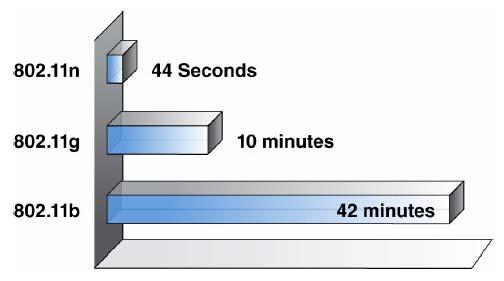 802.11n 44 Seconds
802.11g 10 minutes
802.11b 42 minutes